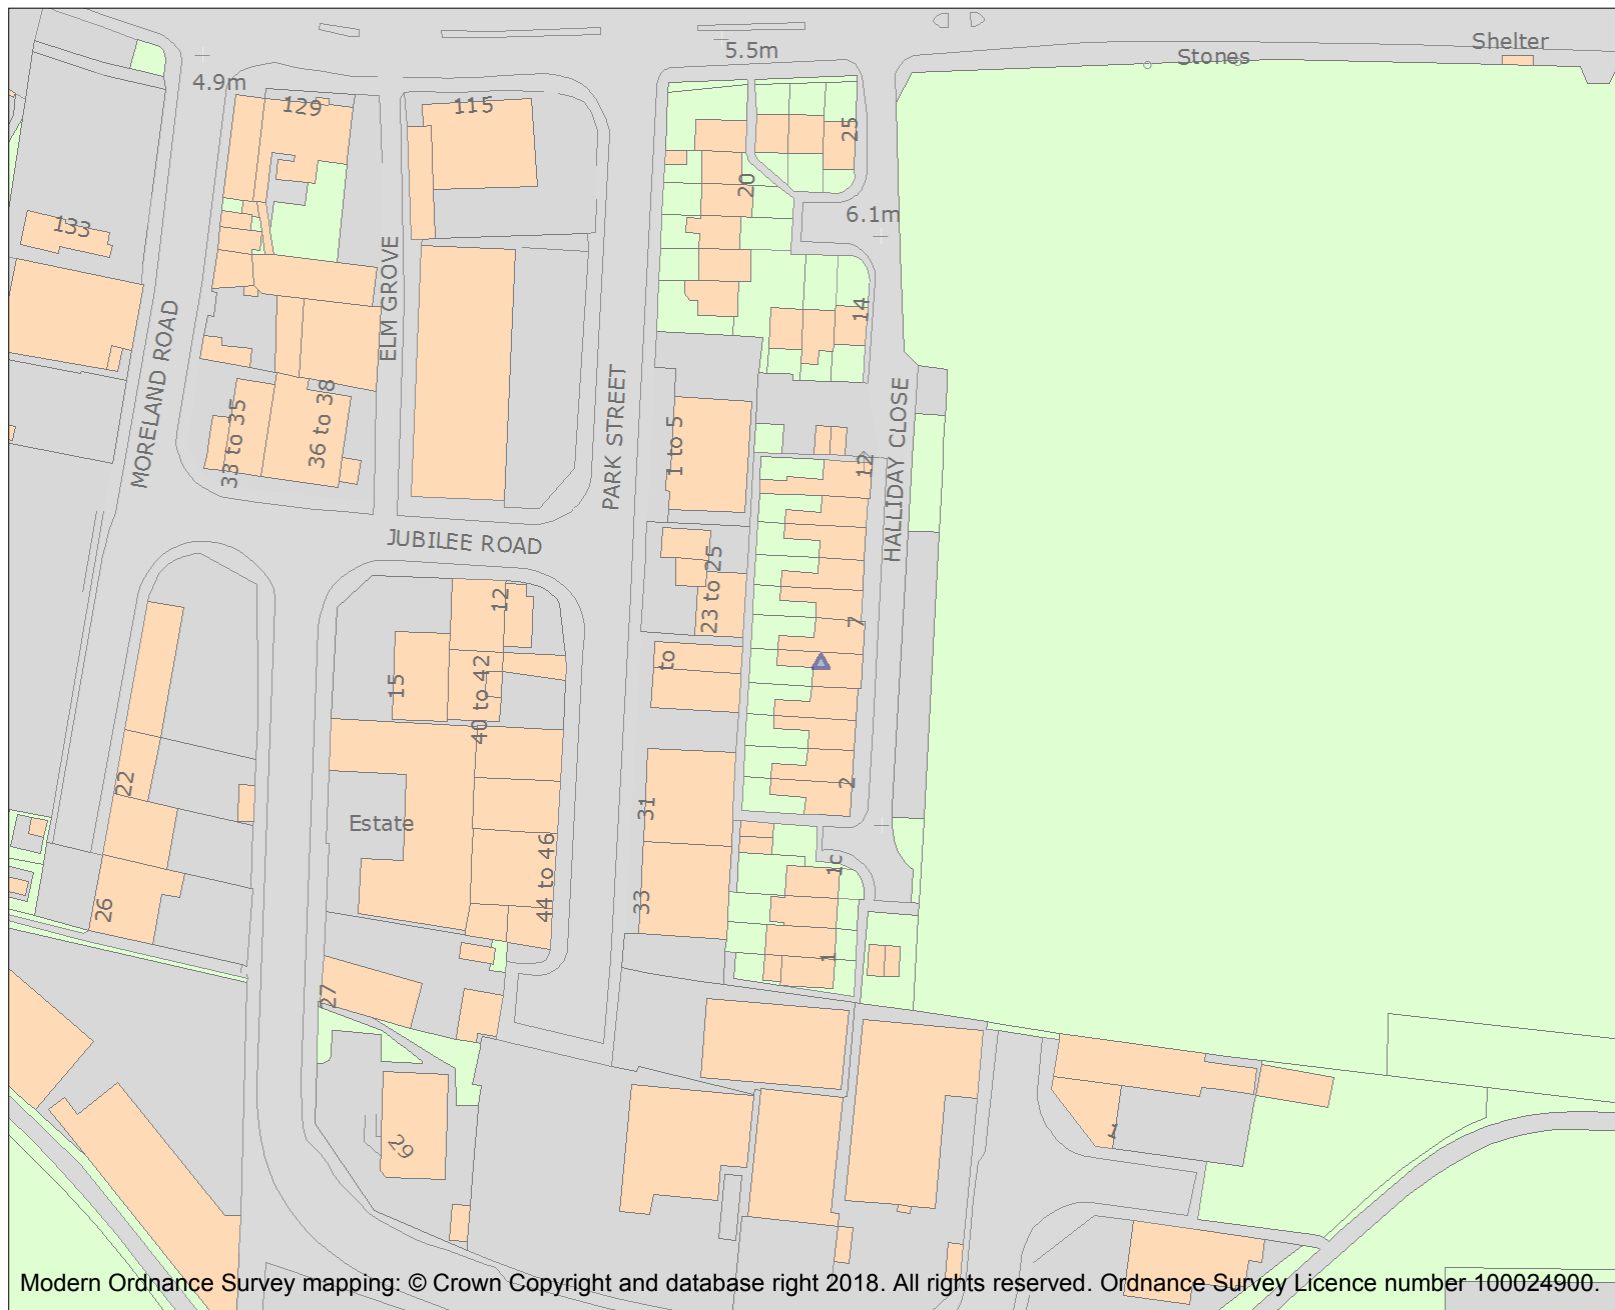 Shelter
Stones
5.5m
4.9m
129
115
25
20
133
6.1m
ELM GROVE
14
MORELAND ROAD
PARK STREET
HALLIDAY CLOSE
33 to 35
36 to 38
1 to 5
12
JUBILEE ROAD
23 to 25
12
7
to
15
40 to 42
22
2
31
Estate
1c
44 to 46
33
26
1
27
29
1
Modern Ordnance Survey mapping: © Crown Copyright and database right 2018. All rights reserved. Ordnance Survey Licence number 100024900.